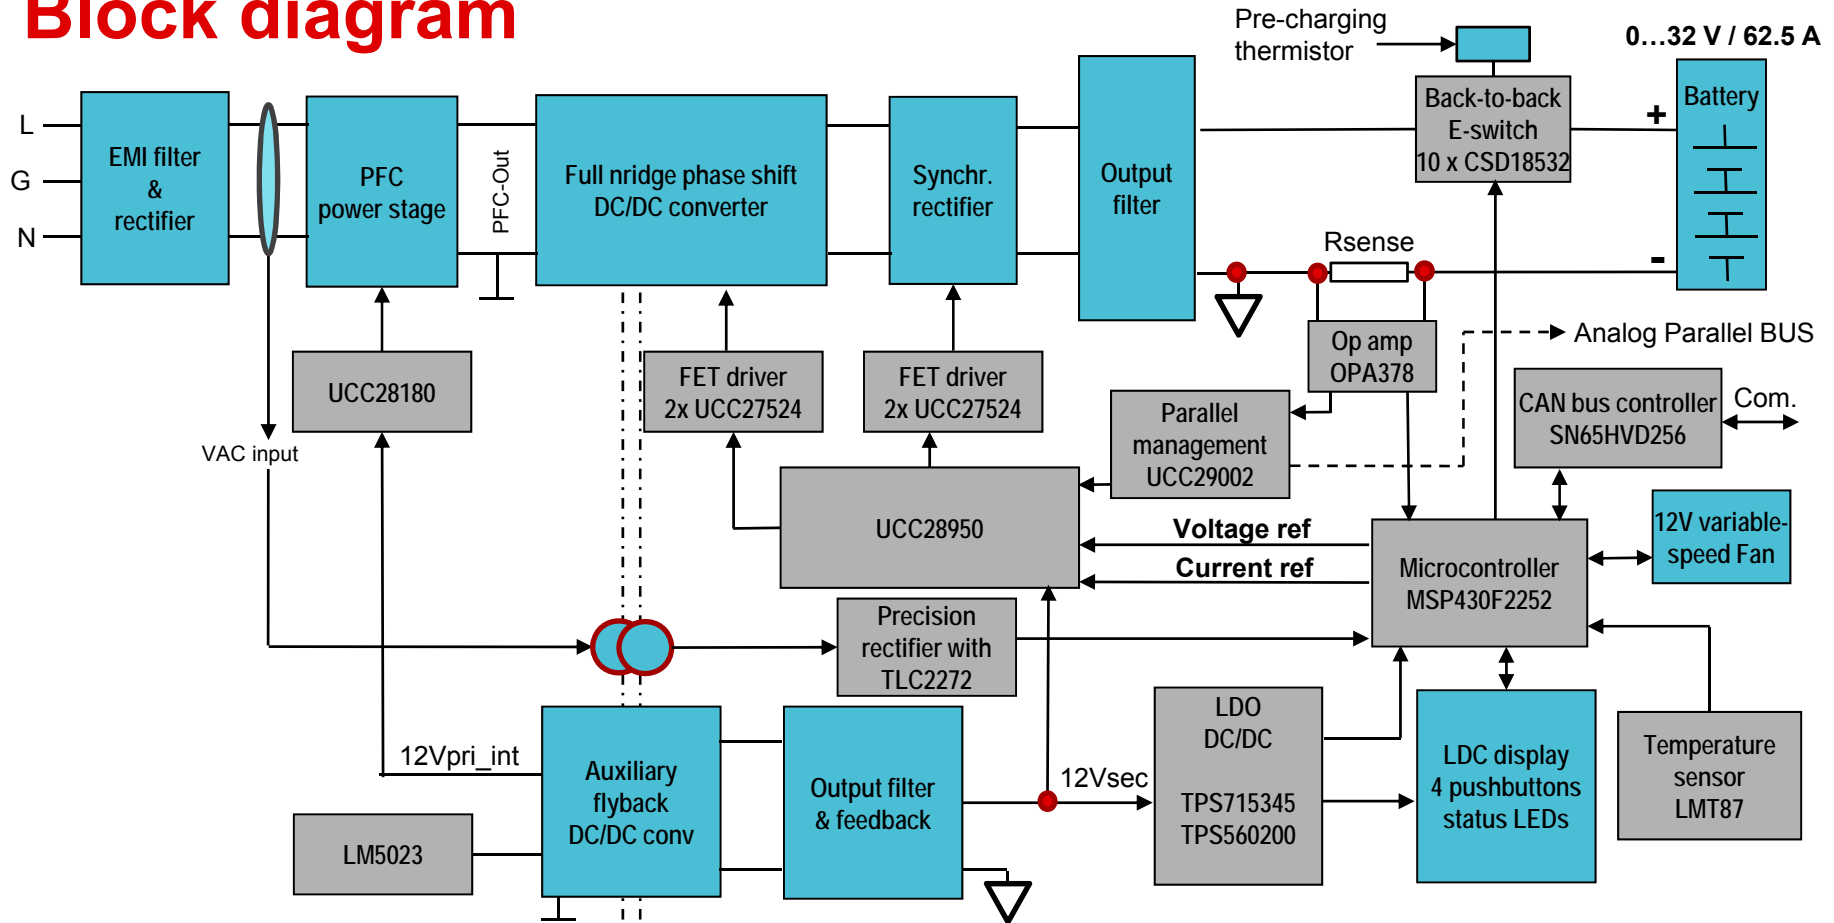 Block diagram
Pre-charging
thermistor
0...32 V / 62.5 A
L
G
N
EMI filter
&
rectifier
PFC
power stage
PFC-Out
Full nridge phase shift
DC/DC converter
Synchr.
rectifier
Output
filter
Back-to-back
E-switch
10 x CSD18532
+
-
Battery
Rsense
Op amp
OPA378
Analog Parallel BUS
UCC28180
FET driver
2x UCC27524
FET driver
2x UCC27524
Parallel
management
UCC29002
CAN bus controller
SN65HVD256
Com.
VAC input
UCC28950
Voltage ref
Current ref
Microcontroller
MSP430F2252
12V variable-
speed Fan
Precision
rectifier with
TLC2272
12Vpri_int
Auxiliary
flyback
DC/DC conv
Output filter
& feedback
12Vsec
LDO
DC/DC
TPS715345
TPS560200
LDC display
4 pushbuttons
status LEDs
Temperature
sensor
LMT87
LM5023